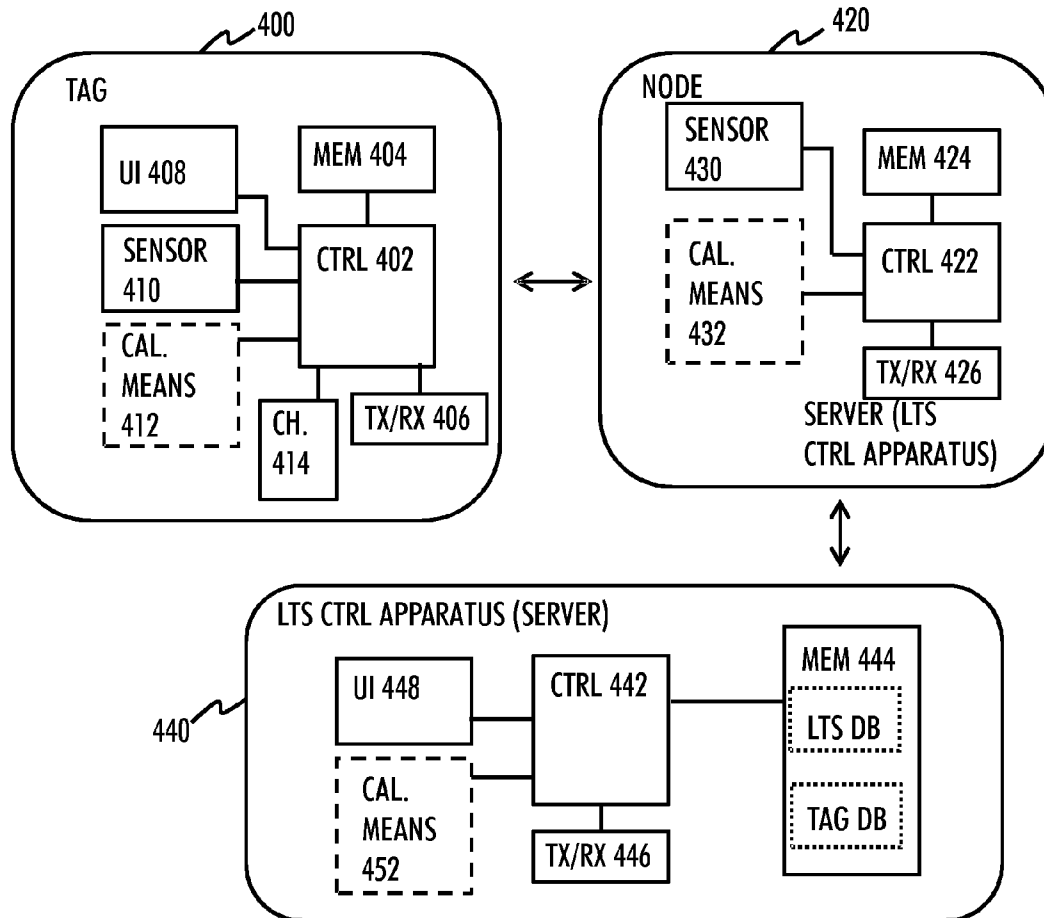 400
TAG
UI 408
MEM 404
SENSOR
410
CTRL 402
CAL.
MEANS
412
CH.
414
TX/RX 406
420
NODE
SENSOR
430
MEM 424
CAL.
MEANS
432
CTRL 422
TX/RX 426
SERVER (LTS
CTRL APPARATUS)
440
LTS CTRL APPARATUS (SERVER)
UI 448
CTRL 442
MEM 444
LTS DB
TAG DB
CAL.
MEANS
452
TX/RX 446